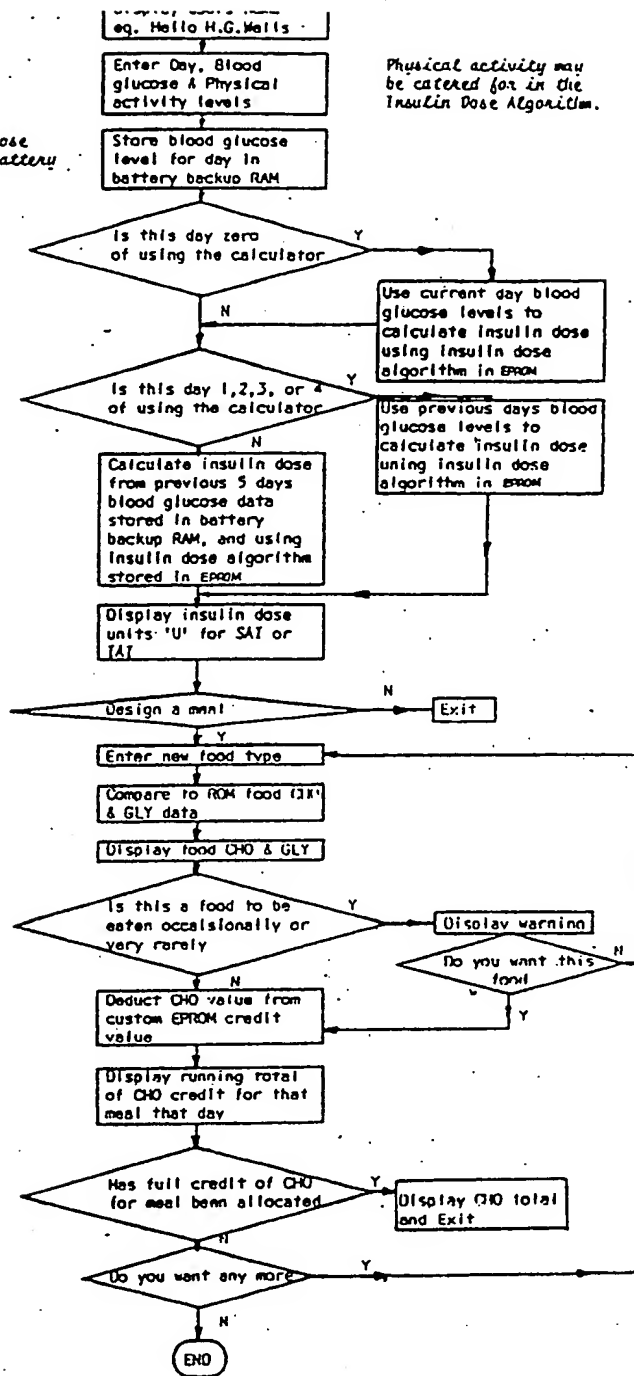 eg. Hello H.G.Wells
Enter Day, Blood
glucose & Physical
activity levels
Physical activity may
be catered for in the
Insulin Dose Algorithm.
ose
attery
Store blood glucose
level for day in
battery backup RAM
Is this day zero
of using the calculator
Y
N
Use current day blood
glucose levels to
calculate insulin dose
using insulin dose
algorithm in EPROM
Is this day 1,2,3, or 4
of using the calculator
Y
N
Use previous days blood
glucose levels to
calculate insulin dose
uning insulin dose
algorithm in EPROM
Calculate insulin dose
from previous 5 days
blood glucose data
stored in battery
backup RAM, and using
insulin dose algorithm
stored in EPROM
Display insulin dose
units 'U' for SAI or
IAI
Design a meal
N
Exit
Y
Enter new food type
Compare to ROM food
& GLY data
Display food CHO & GLY
Is this a food to be
eaten occalsionally or
very rarely
Y
Display warning
Do you want this
food
N
Y
N
Deduct CHO value from
custom EPROM credit
value
Display running total
of CHO credit for that
meal that day
Has full credit of CHO
for meal been allocated
Y
Display CHO total
and Exit
N
Do you want any more
Y
N
END